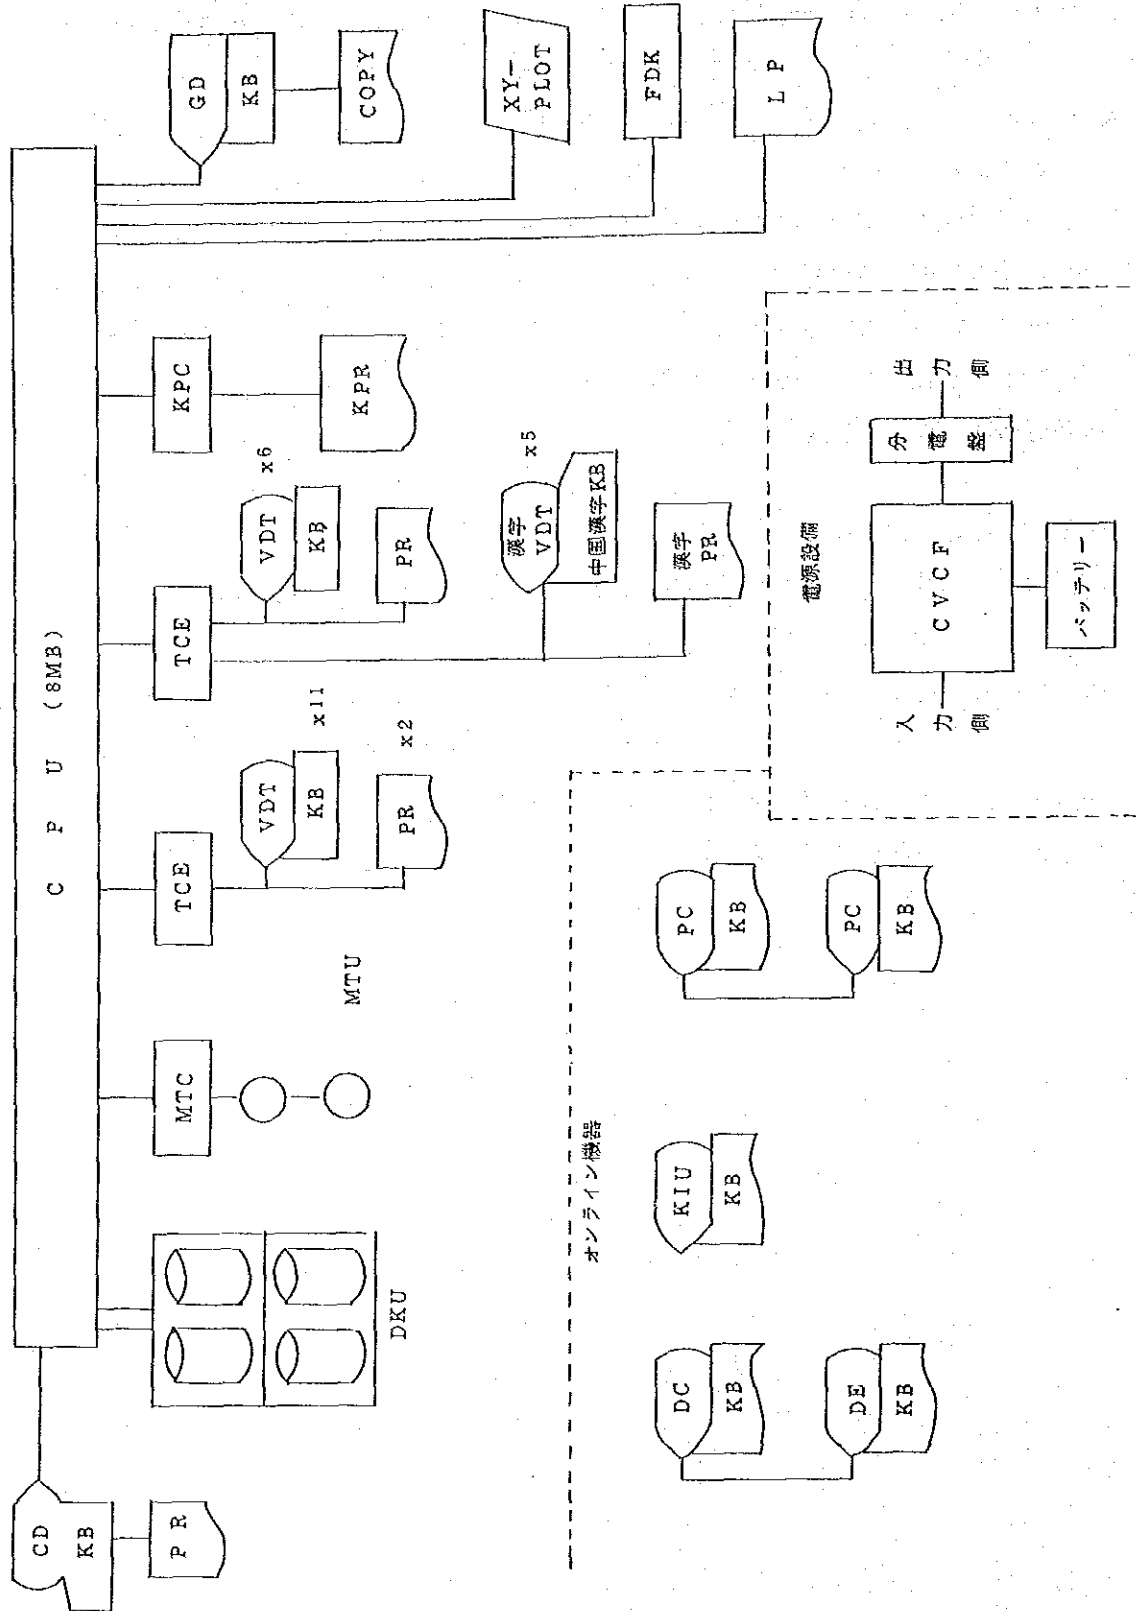 C P U (8MB)
CD
KB
P R
DKU
MTC
MTU
TCE
VDT
KB
x11
PR
x2
TCE
VDT
KB
x6
PR
漢字
VDT
中国漢字KB
x5
漢字
PR
KPC
KPR
GD
KB
COPY
XY-
PLOT
FDK
L P
オンライン機器
DC
KB
DE
KB
KIU
KB
PC
KB
PC
KB
電源設備
入力側
CVCF
バッテリー
分電盤
出力側